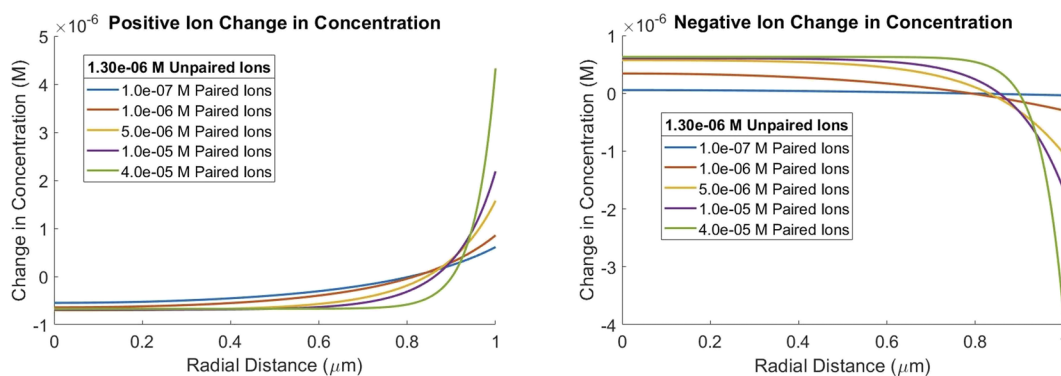 ×10⁻⁶ Positive Ion Change in Concentration
5
4
3
2
1
0
-1
Change in Concentration (M)
1.30e-06 M Unpaired Ions
1.0e-07 M Paired Ions
1.0e-06 M Paired Ions
5.0e-06 M Paired Ions
1.0e-05 M Paired Ions
4.0e-05 M Paired Ions
0 0.2 0.4 0.6 0.8 1
Radial Distance (μm)
×10⁻⁶ Negative Ion Change in Concentration
1
0
-1
-2
-3
-4
Change in Concentration (M)
1.30e-06 M Unpaired Ions
1.0e-07 M Paired Ions
1.0e-06 M Paired Ions
5.0e-06 M Paired Ions
1.0e-05 M Paired Ions
4.0e-05 M Paired Ions
0 0.2 0.4 0.6 0.8 1
Radial Distance (μm)